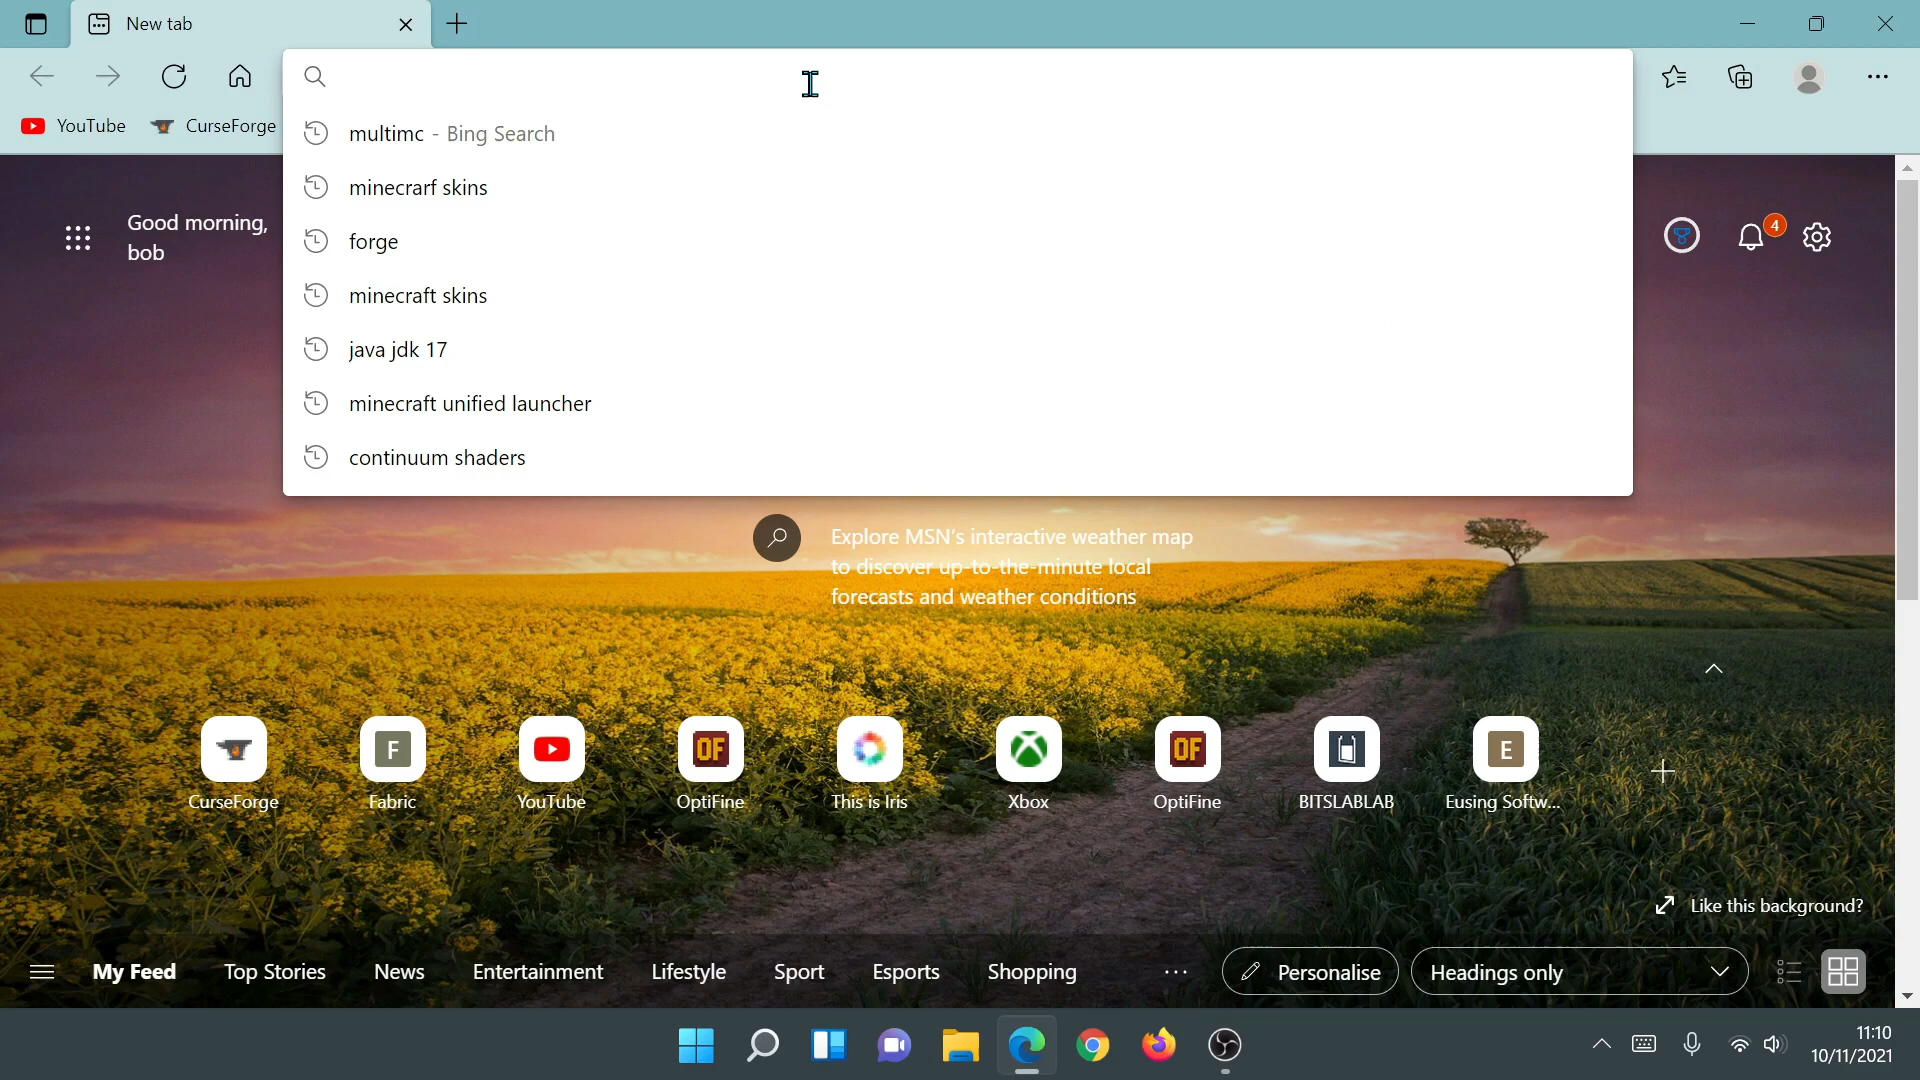 New tab
YouTube
CurseForge
multimc - Bing Search
minecrarf skins
forge
minecraft skins
java jdk 17
minecraft unified launcher
continuum shaders
Good morning,
bob
4
Explore MSN's interactive weather map
to discover up-to-the-minute local
forecasts and weather conditions
F
OF
OF
E
CurseForge
Fabric
YouTube
OptiFine
This is Iris
Xbox
OptiFine
BITSLABLAB
Eusing Softw...
Like this background?
My Feed
Top Stories
News
Entertainment
Lifestyle
Sport
Esports
Shopping
Personalise
Headings only
11:10
10/11/2021